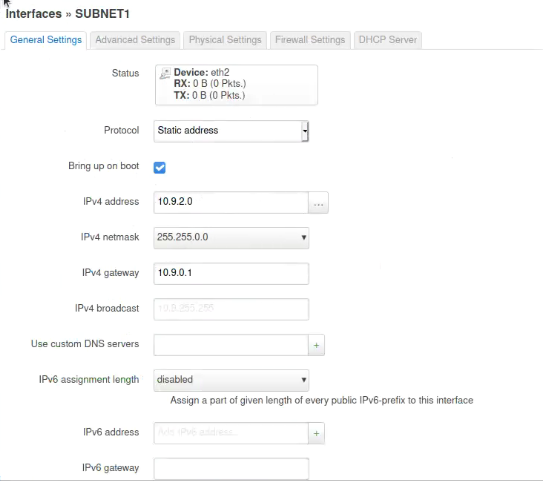 Interfaces » SUBNET1
General Settings Advanced Settings Physical Settings Firewall Settings DHCP Server
Status
Device: eth2
RX: 0 B (0 Pkts.)
TX: 0 B (0 Pkts.)
Protocol Static address
Bring up on boot
IPv4 address 10.9.2.0 ...
IPv4 netmask 255.255.0.0
IPv4 gateway 10.9.0.1
IPv4 broadcast 10.9.255.255
Use custom DNS servers +
IPv6 assignment length disabled
Assign a part of given length of every public IPv6-prefix to this interface
IPv6 address Add IPv6 address... +
IPv6 gateway